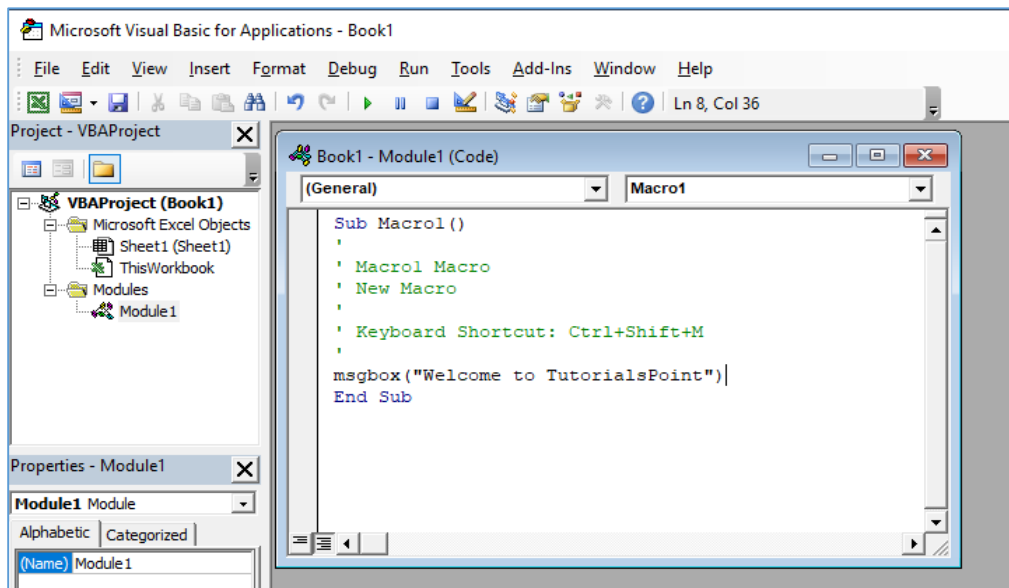 Microsoft Visual Basic for Applications - Book1
File Edit View Insert Format Debug Run Tools Add-Ins Window Help
Ln 8, Col 36
Project - VBAProject
VBAProject (Book1)
Microsoft Excel Objects
Sheet1 (Sheet1)
ThisWorkbook
Modules
Module1
Properties - Module1
Module1 Module
Alphabetic Categorized
(Name) Module1
Book1 - Module1 (Code)
(General) Macro1
Sub Macro1()
'
' Macro1 Macro
' New Macro
'
' Keyboard Shortcut: Ctrl+Shift+M
'
msgbox("Welcome to TutorialsPoint")
End Sub